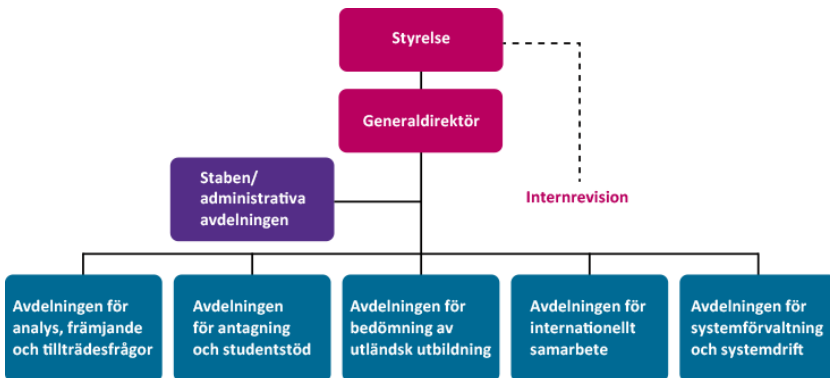 Styrelse
Generaldirektör
Staben/
administrativa
avdelningen
Internrevision
Avdelningen för
analys, främjande
och tillträdesfrågor
Avdelningen
för antagning
och studentstöd
Avdelningen för
bedömning av
utländsk utbildning
Avdelningen för
internationellt
samarbete
Avdelningen för
systemförvaltning
och systemdrift